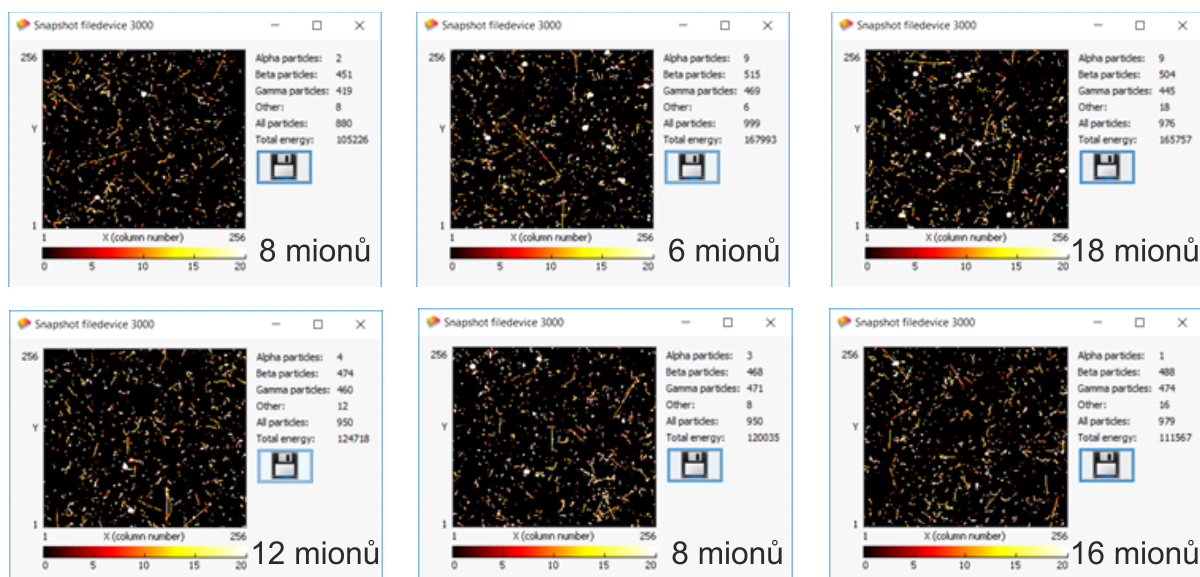 Snapshot filedevice 3000
256
Y
1
1 X (column number) 256
0 5 10 15 20
Alpha particles: 2
Beta particles: 451
Gamma particles: 419
Other: 8
All particles: 880
Total energy: 105226
8 mionů
Snapshot filedevice 3000
256
Y
1
1 X (column number) 256
0 5 10 15 20
Alpha particles: 9
Beta particles: 515
Gamma particles: 469
Other: 6
All particles: 999
Total energy: 167993
6 mionů
Snapshot filedevice 3000
256
Y
1
1 X (column number) 256
0 5 10 15 20
Alpha particles: 9
Beta particles: 504
Gamma particles: 445
Other: 18
All particles: 976
Total energy: 165757
18 mionů
Snapshot filedevice 3000
256
Y
1
1 X (column number) 256
0 5 10 15 20
Alpha particles: 4
Beta particles: 474
Gamma particles: 460
Other: 12
All particles: 950
Total energy: 124718
12 mionů
Snapshot filedevice 3000
256
Y
1
1 X (column number) 256
0 5 10 15 20
Alpha particles: 3
Beta particles: 468
Gamma particles: 471
Other: 8
All particles: 950
Total energy: 120035
8 mionů
Snapshot filedevice 3000
256
Y
1
1 X (column number) 256
0 5 10 15 20
Alpha particles: 1
Beta particles: 488
Gamma particles: 474
Other: 16
All particles: 979
Total energy: 111567
16 mionů